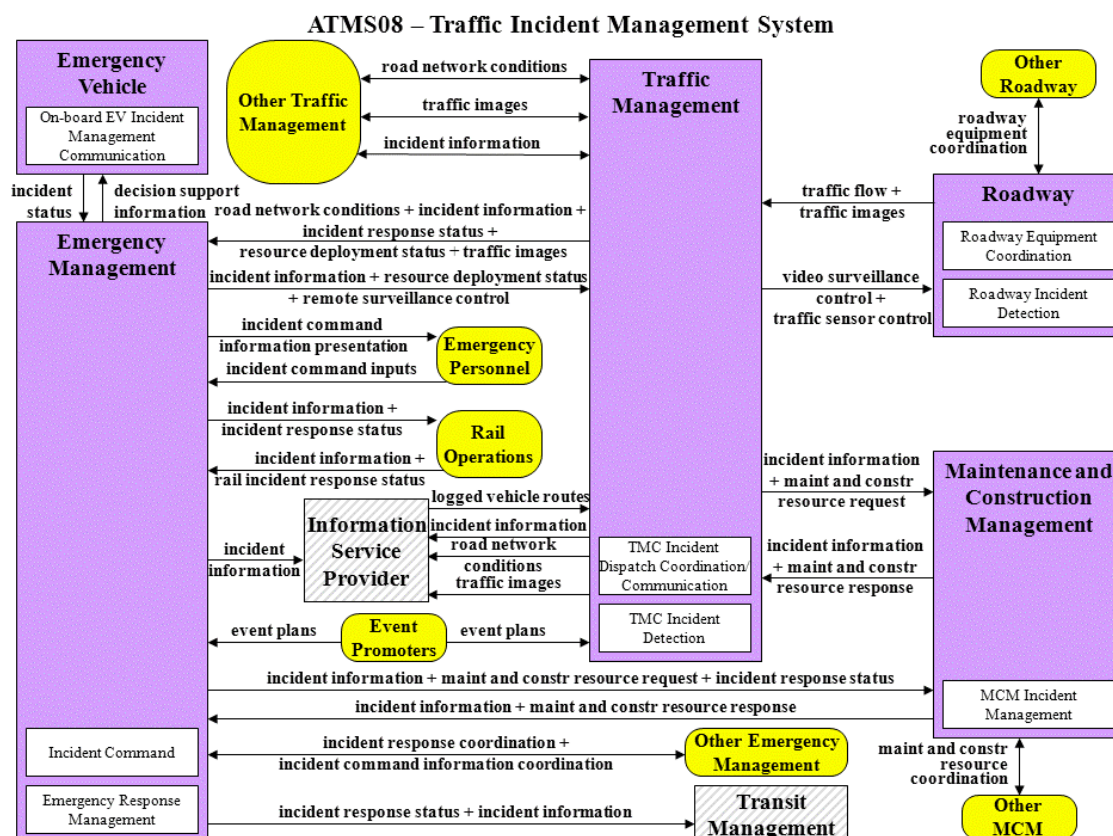 ATMS08 – Traffic Incident Management System
Emergency
Vehicle
On-board EV Incident
Management
Communication
Other Traffic
Management
road network conditions
traffic images
incident information
Traffic
Management
Other
Roadway
roadway
equipment
coordination
incident
status
decision support
information
traffic flow +
traffic images
Roadway
Roadway Equipment
Coordination
Roadway Incident
Detection
Emergency
Management
road network conditions + incident information +
incident response status +
resource deployment status + traffic images
incident information + resource deployment status
+ remote surveillance control
video surveillance
control +
traffic sensor control
incident command
information presentation
incident command inputs
Emergency
Personnel
incident information +
incident response status
incident information +
rail incident response status
Rail
Operations
incident information
+ maint and constr
resource request
Maintenance and
Construction
Management
logged vehicle routes
incident information
road network
conditions
traffic images
Information
Service
Provider
incident
information
TMC Incident
Dispatch Coordination/
Communication
incident information
+ maint and constr
resource response
TMC Incident
Detection
event plans
Event
Promoters
event plans
incident information + maint and constr resource request + incident response status
incident information + maint and constr resource response
MCM Incident
Management
Incident Command
incident response coordination +
incident command information coordination
Other Emergency
Management
maint and constr
resource
coordination
Emergency Response
Management
incident response status + incident information
Transit
Management
Other
MCM